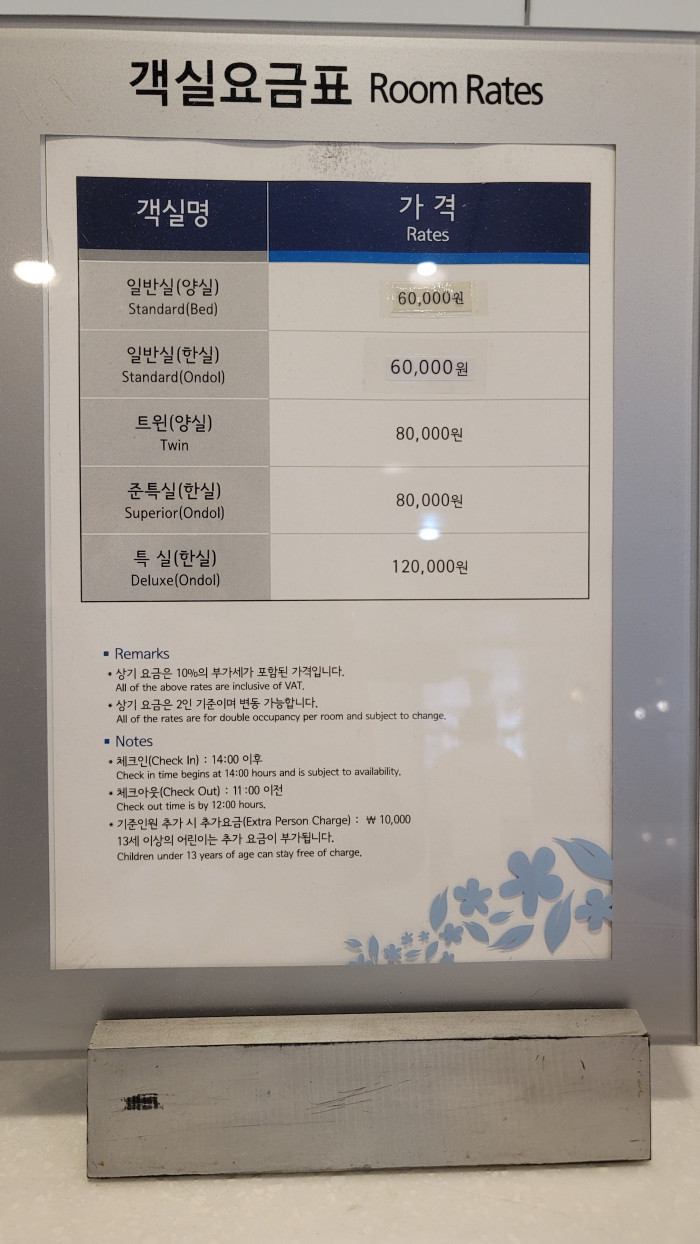 객실요금표 Room Rates
객실명
가 격
Rates
일반실(양실)
Standard(Bed)
60,000원
일반실(한실)
Standard(Ondol)
60,000원
트윈(양실)
Twin
80,000원
준특실(한실)
Superior(Ondol)
80,000원
특 실(한실)
Deluxe(Ondol)
120,000원
▪ Remarks
• 상기 요금은 10%의 부가세가 포함된 가격입니다.
All of the above rates are inclusive of VAT.
• 상기 요금은 2인 기준이며 변동 가능합니다.
All of the rates are for double occupancy per room and subject to change.
▪ Notes
• 체크인(Check In) : 14:00 이후
Check in time begins at 14:00 hours and is subject to availability.
• 체크아웃(Check Out) : 11:00 이전
Check out time is by 12:00 hours.
• 기준인원 추가 시 추가요금(Extra Person Charge) : ₩ 10,000
13세 이상의 어린이는 추가 요금이 부가됩니다.
Children under 13 years of age can stay free of charge.